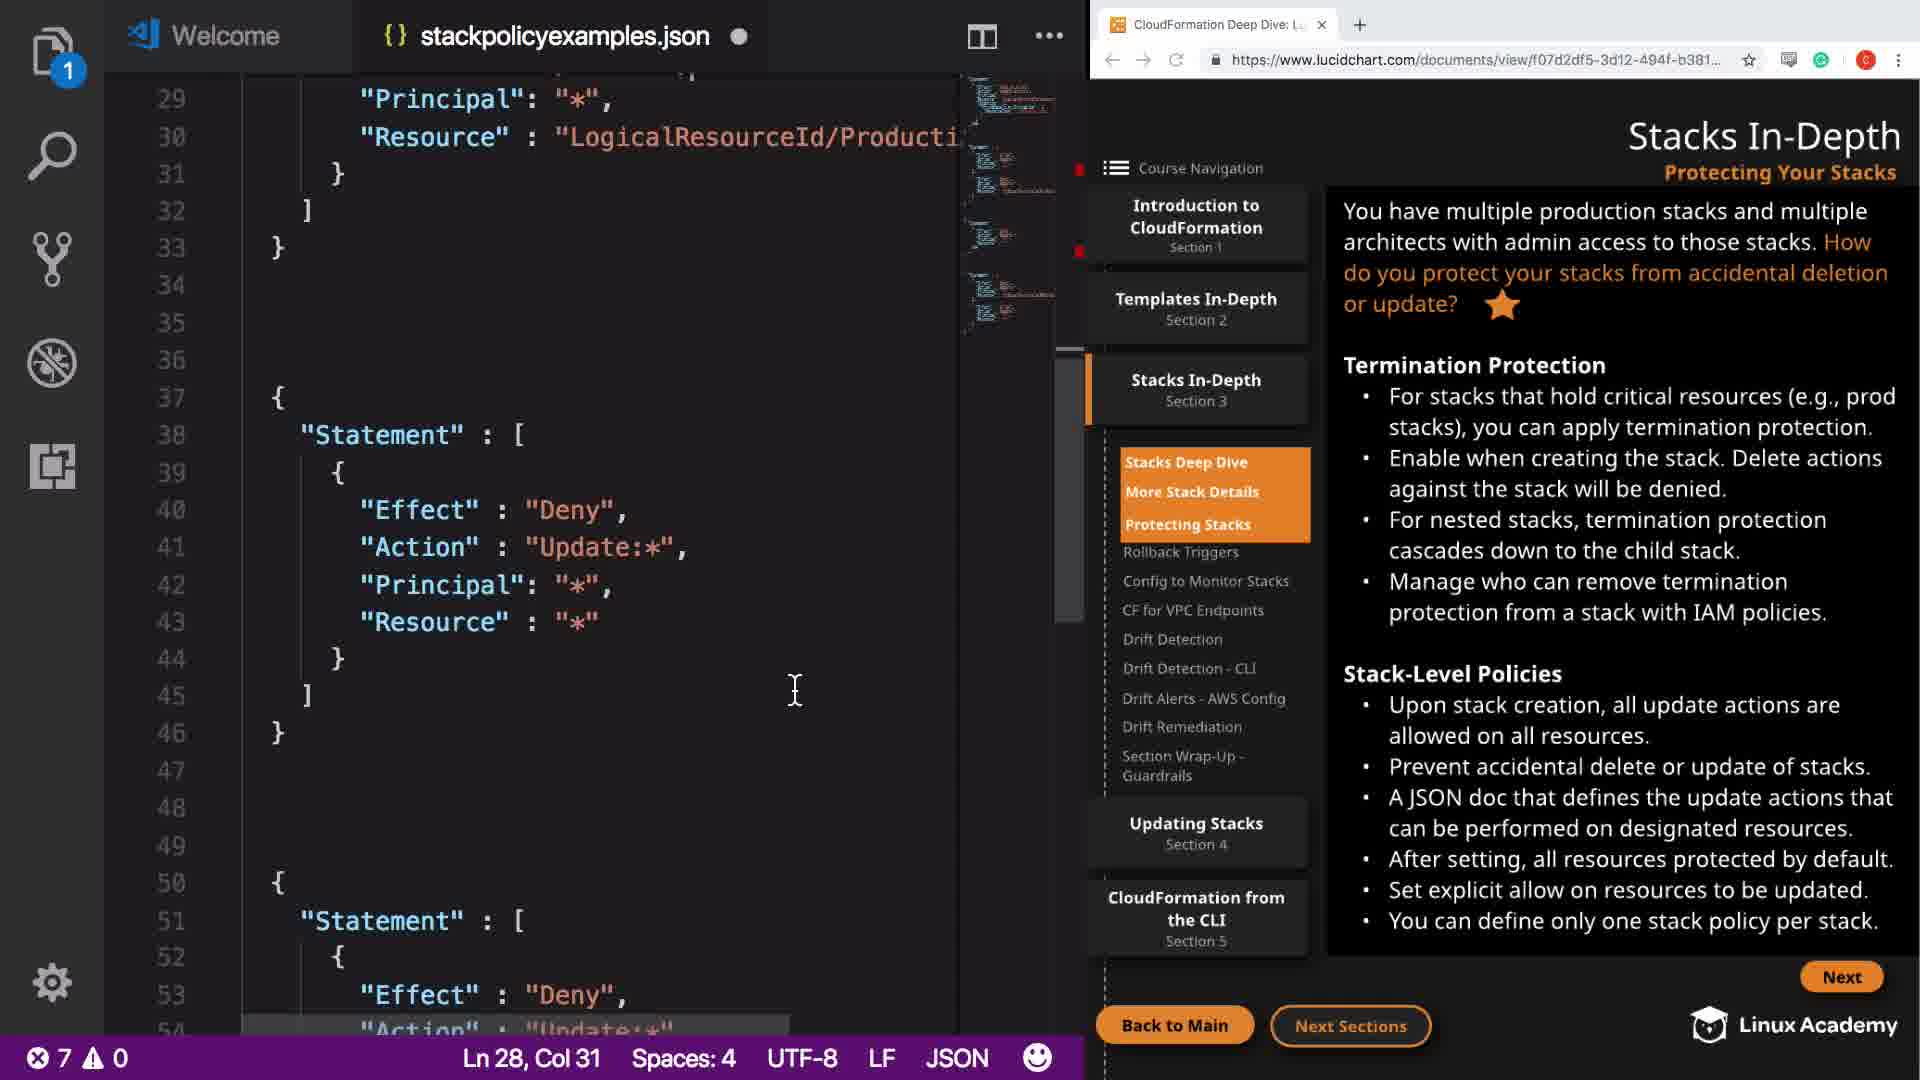 Welcome
{} stackpolicyexamples.json
1
29 "Principal": "*",
30 "Resource" : "LogicalResourceId/Producti
31 }
32 ]
33 }
34
35
36
37 {
38 "Statement" : [
39 {
40 "Effect" : "Deny",
41 "Action" : "Update:*",
42 "Principal": "*",
43 "Resource" : "*"
44 }
45 ]
46 }
47
48
49
50 {
51 "Statement" : [
52 {
53 "Effect" : "Deny",
54 "Action" : "Update:*"
7 0
Ln 28, Col 31 Spaces: 4 UTF-8 LF JSON
CloudFormation Deep Dive: L
https://www.lucidchart.com/documents/view/f07d2df5-3d12-494f-b381...
C
Stacks In-Depth
Protecting Your Stacks
Course Navigation
Introduction to
CloudFormation
Section 1
Templates In-Depth
Section 2
Stacks In-Depth
Section 3
Stacks Deep Dive
More Stack Details
Protecting Stacks
Rollback Triggers
Config to Monitor Stacks
CF for VPC Endpoints
Drift Detection
Drift Detection - CLI
Drift Alerts - AWS Config
Drift Remediation
Section Wrap-Up -
Guardrails
Updating Stacks
Section 4
CloudFormation from
the CLI
Section 5
You have multiple production stacks and multiple
architects with admin access to those stacks. How
do you protect your stacks from accidental deletion
or update?
Termination Protection
• For stacks that hold critical resources (e.g., prod
stacks), you can apply termination protection.
• Enable when creating the stack. Delete actions
against the stack will be denied.
• For nested stacks, termination protection
cascades down to the child stack.
• Manage who can remove termination
protection from a stack with IAM policies.
Stack-Level Policies
• Upon stack creation, all update actions are
allowed on all resources.
• Prevent accidental delete or update of stacks.
• A JSON doc that defines the update actions that
can be performed on designated resources.
• After setting, all resources protected by default.
• Set explicit allow on resources to be updated.
• You can define only one stack policy per stack.
Next
Back to Main
Next Sections
Linux Academy